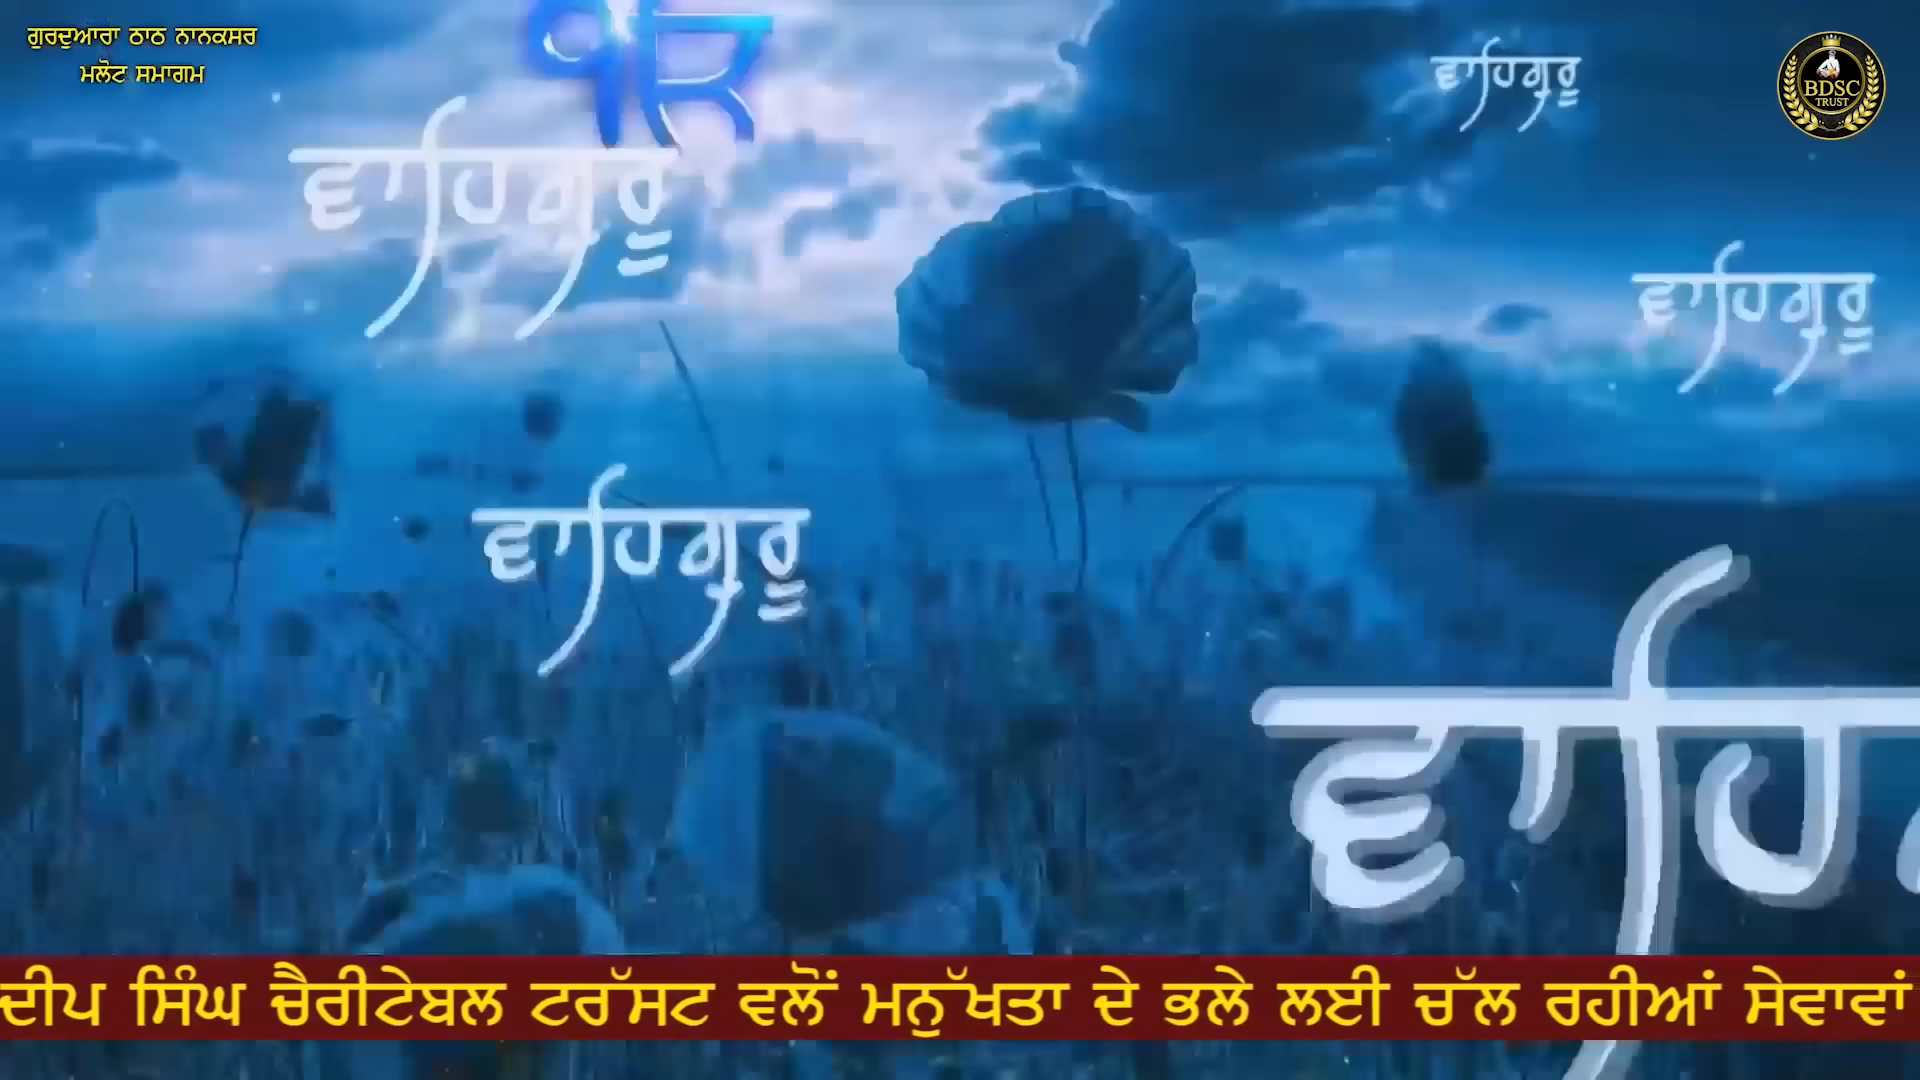 ਗੁਰਦੁਆਰਾ ਠਾਠ ਨਾਨਕਸਰ
ਮਲੋਟ ਸਮਾਗਮ
BDSC
TRUST
ਵਾਹਿਗੁਰੂ
ਵਾਹਿਗੁਰੂ
ਵਾਹਿਗੁਰੂ
ਵਾਹਿਗੁਰੂ
ਵਾਹਿ
ਦੀਪ ਸਿੰਘ ਚੈਰੀਟੇਬਲ ਟਰੱਸਟ ਵਲੋਂ ਮਨੁੱਖਤਾ ਦੇ ਭਲੇ ਲਈ ਚੱਲ ਰਹੀਆਂ ਸੇਵਾਵਾਂ